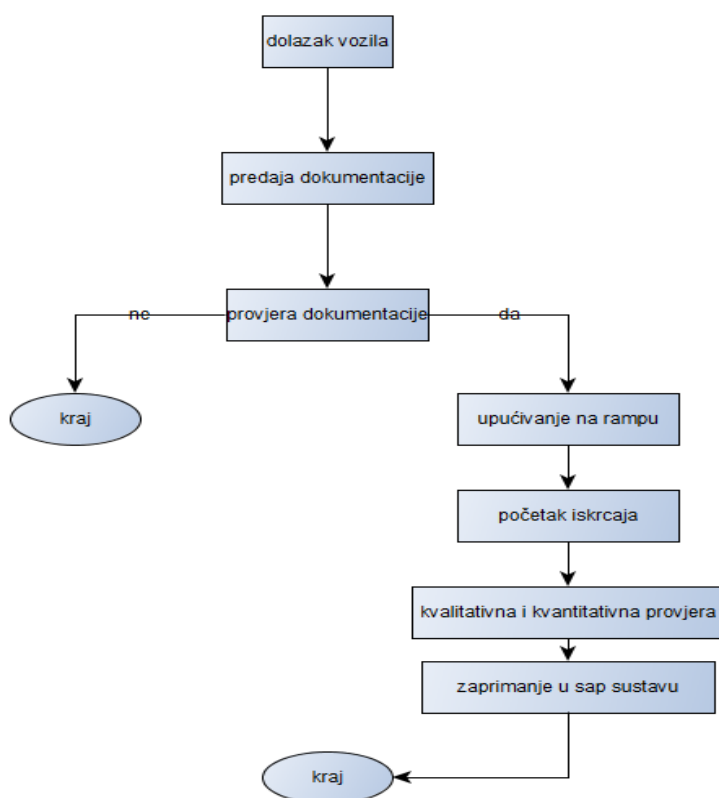 dolazak vozila
predaja dokumentacije
provjera dokumentacije
ne
da
kraj
upućivanje na rampu
početak iskrcaja
kvalitativna i kvantitativna provjera
zaprimanje u sap sustavu
kraj